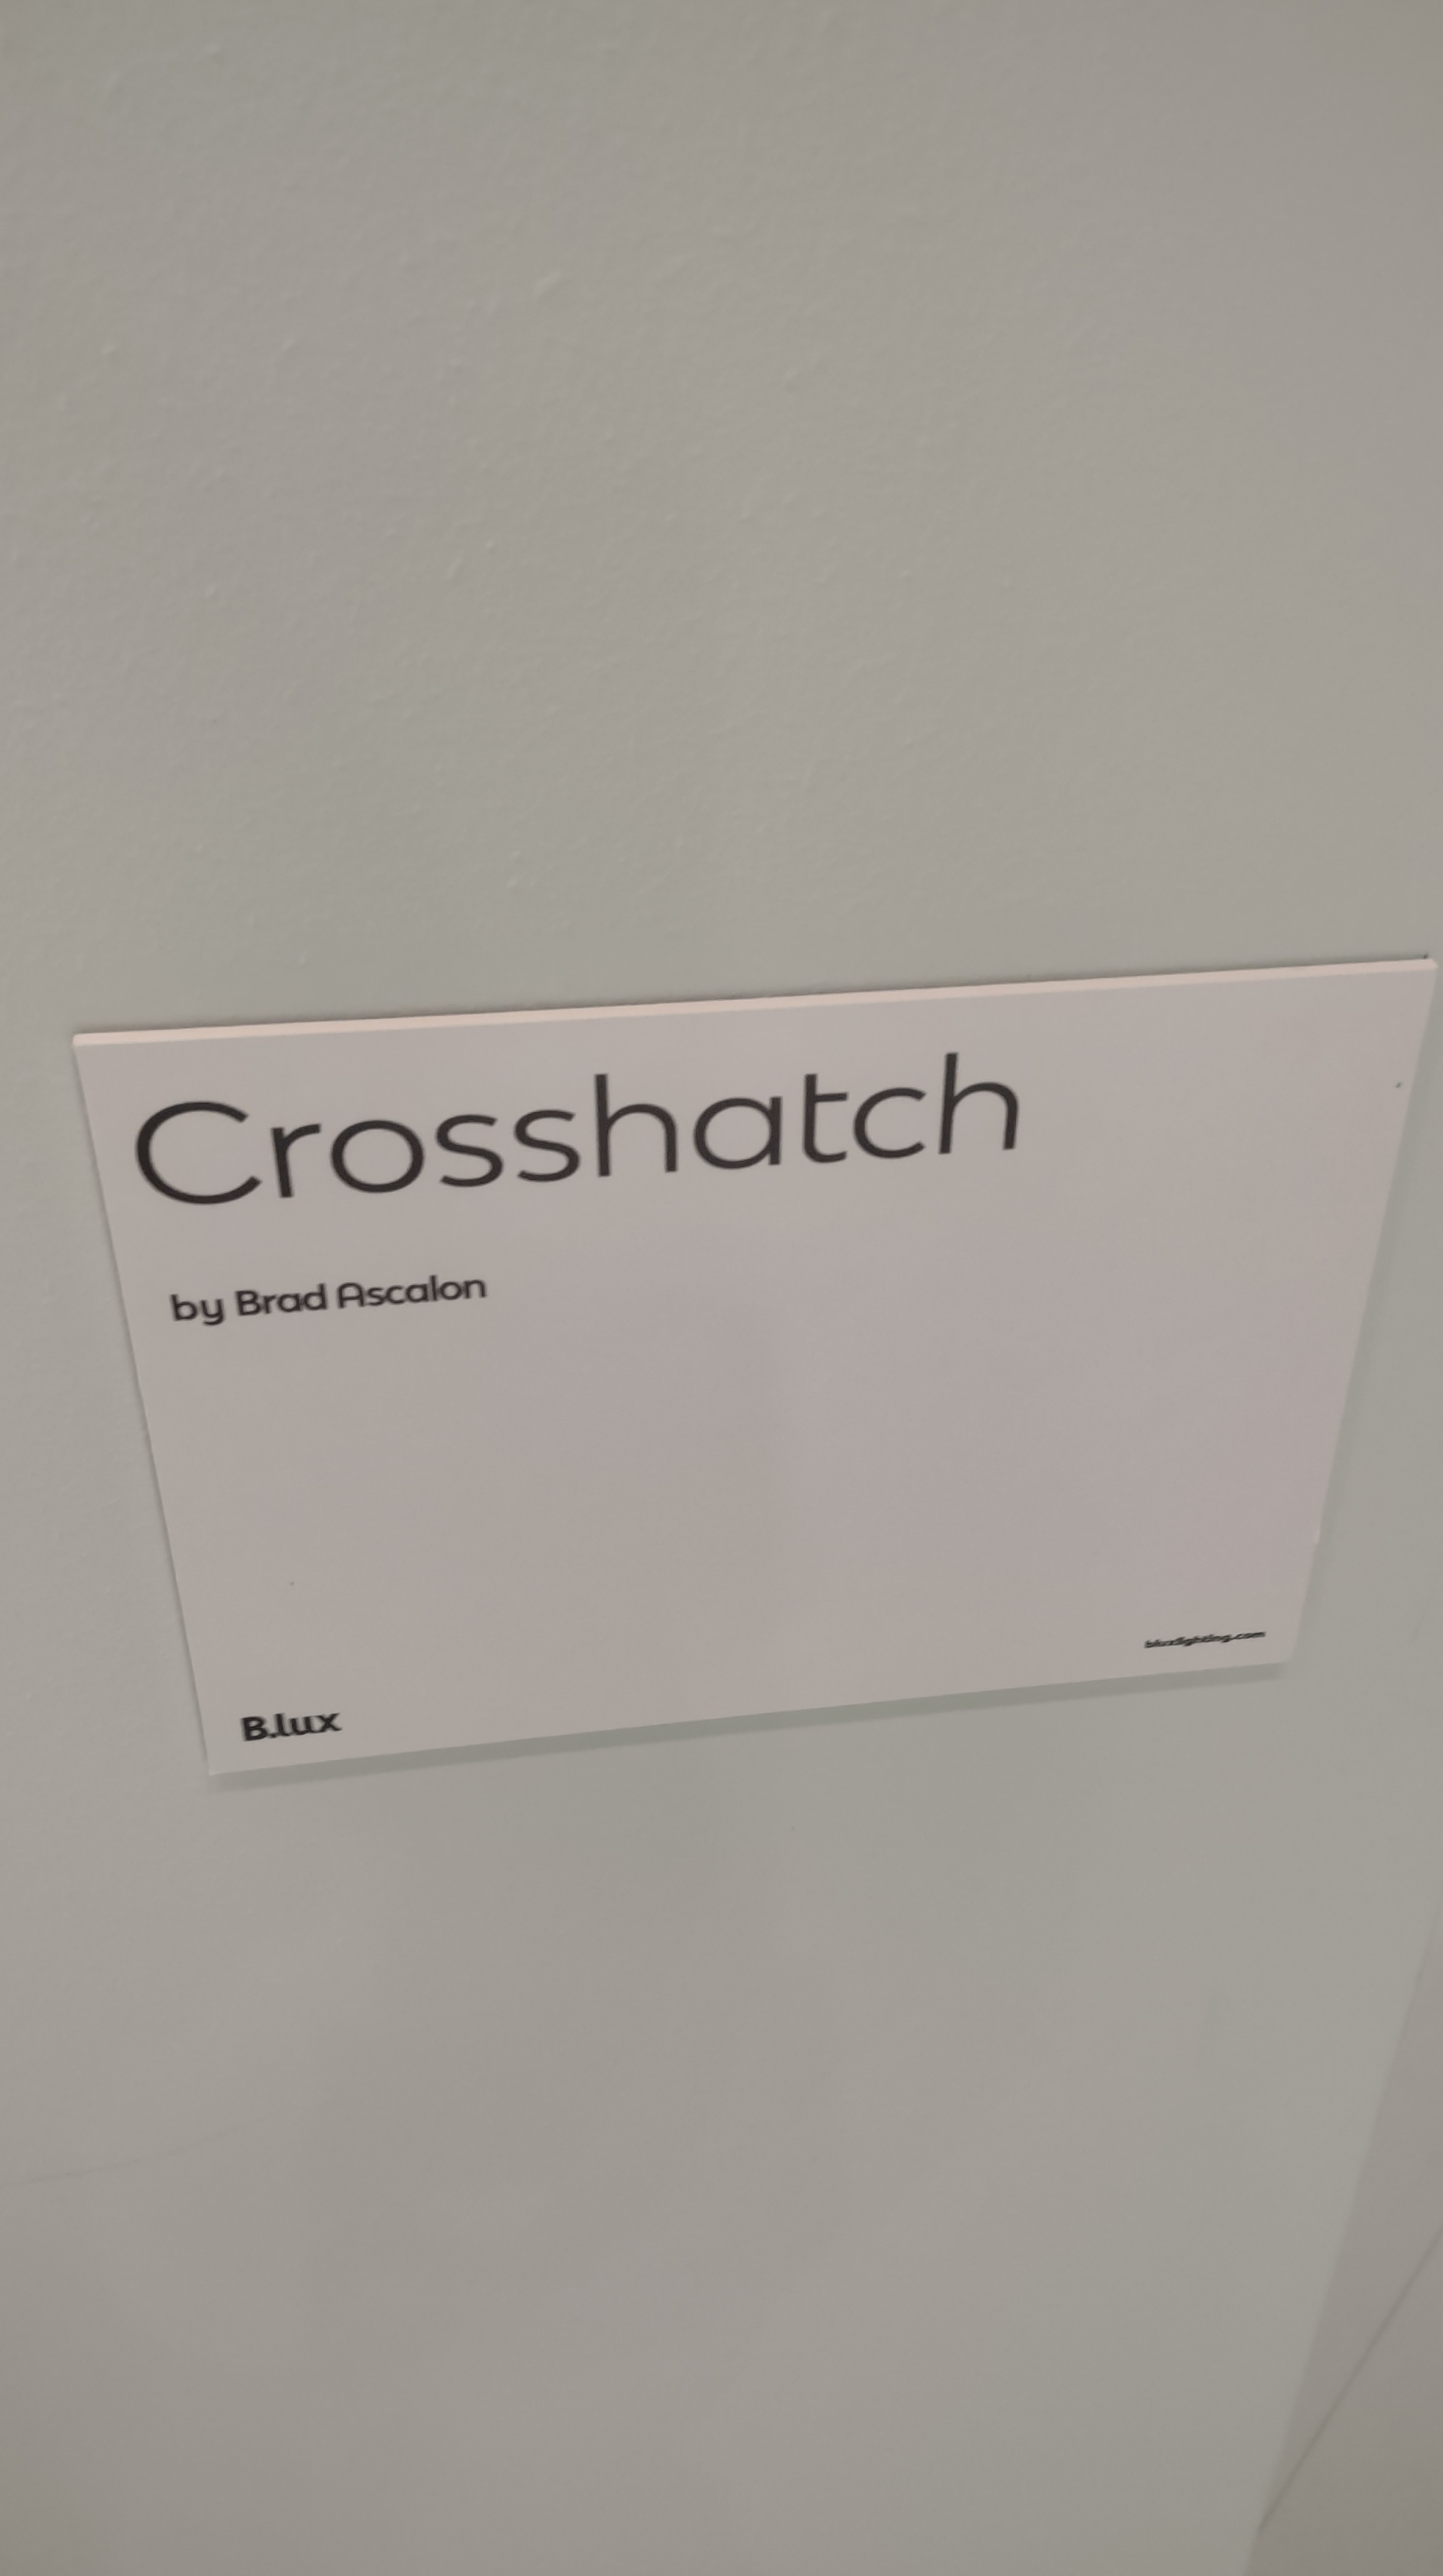 Crosshatch
by Brad Ascalon
B.lux
bluxlighting.com